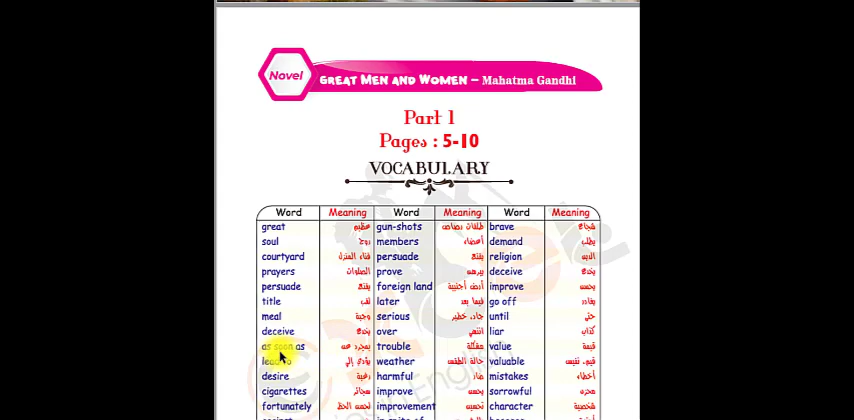 Novel
GREAT MEN AND WOMEN – Mahatma Gandhi
Part 1
Pages : 5-10
VOCABULARY
Word Meaning Word Meaning Word Meaning
great عظيم gun-shots طلقات رصاص brave شجاع
soul روح members أعضاء demand يطلب
courtyard فناء المنزل persuade يقنع religion الدين
prayers الصلوات prove يبرهن deceive يخدع
persuade يقنع foreign land أرض أجنبية improve يحسن
title لقب later فيما بعد go off يغادر
meal وجبة serious جاد، خطير until حتى
deceive يخدع over انتهى liar كذاب
as soon as بمجرد trouble مشكلة value قيمة
lead to يؤدي إلى weather حالة الطقس valuable قيم، نفيس
desire رغبة harmful ضار mistakes أخطاء
cigarettes سجائر improve يحسن sorrowful محزن
fortunately لحسن الحظ improvement تحسين character شخصية